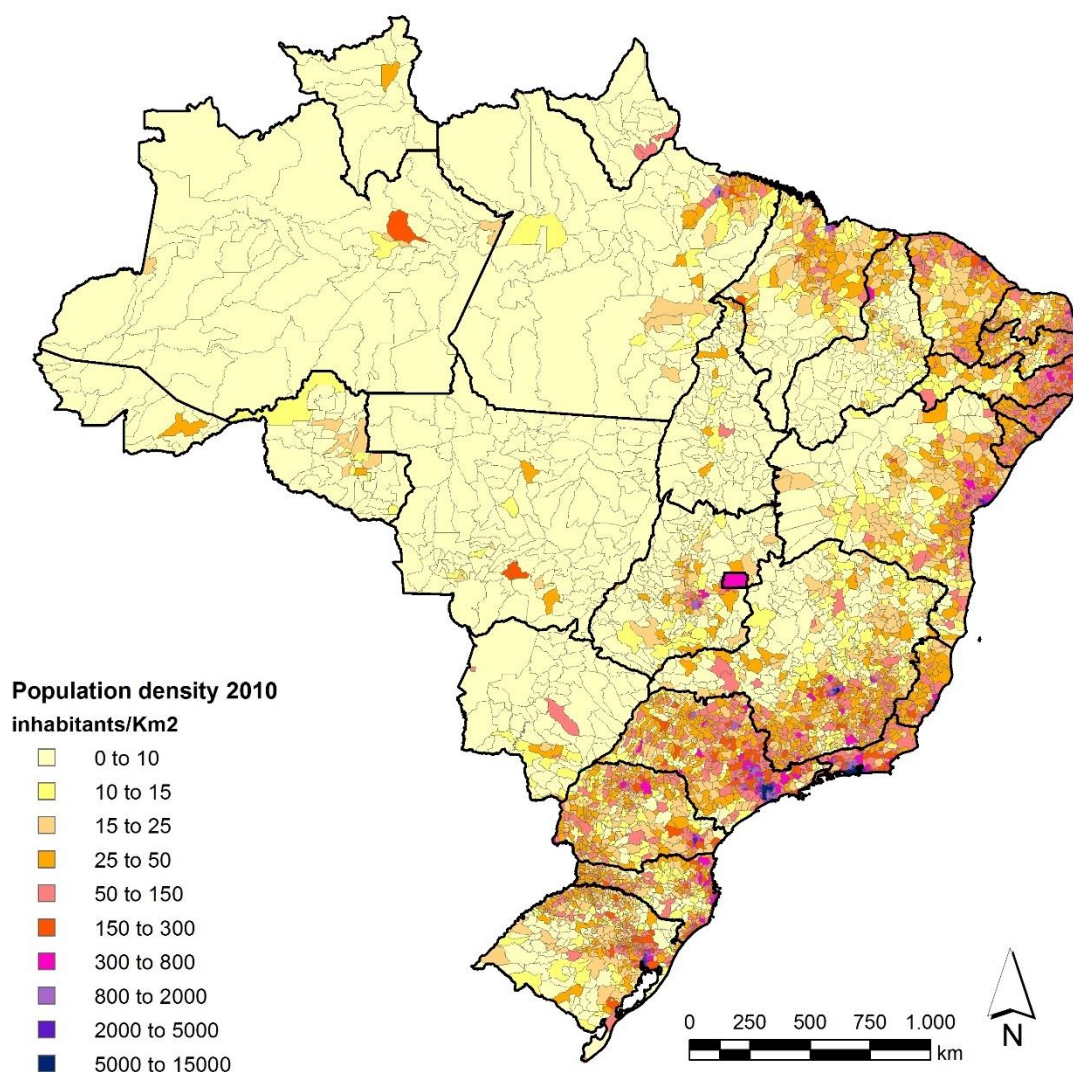 Population density 2010
inhabitants/Km2
0 to 10
10 to 15
15 to 25
25 to 50
50 to 150
150 to 300
300 to 800
800 to 2000
2000 to 5000
5000 to 15000
0 250 500 750 1.000
km
N